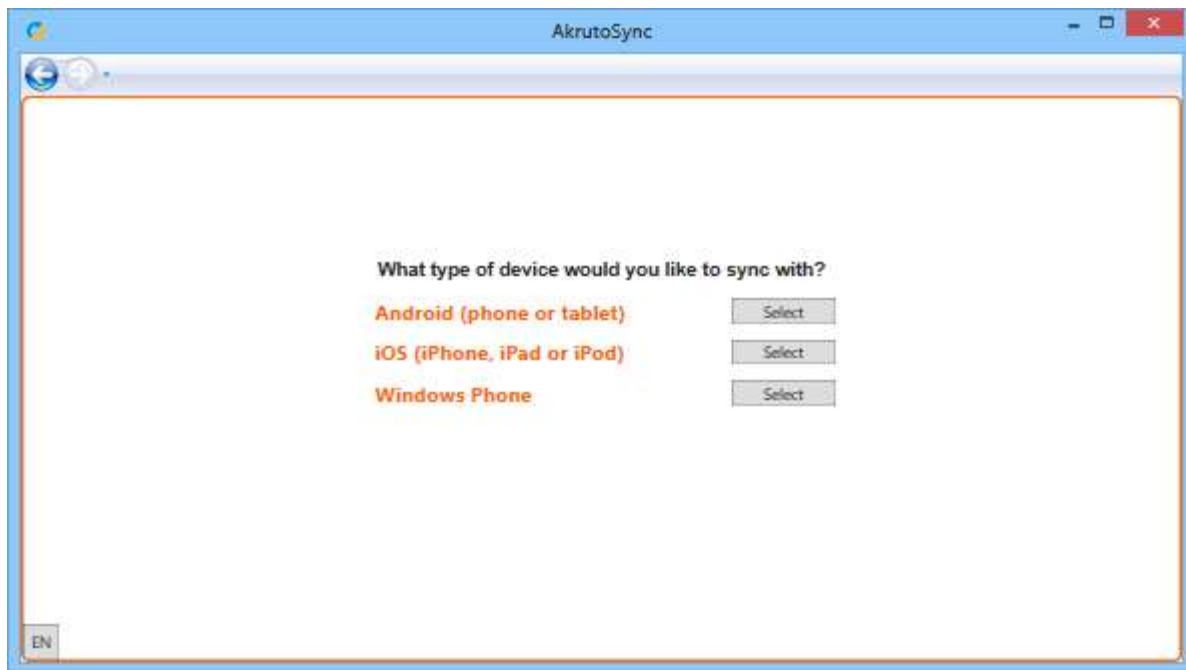 AkrutoSync
What type of device would you like to sync with?
Android (phone or tablet) Select
iOS (iPhone, iPad or iPod) Select
Windows Phone Select
EN